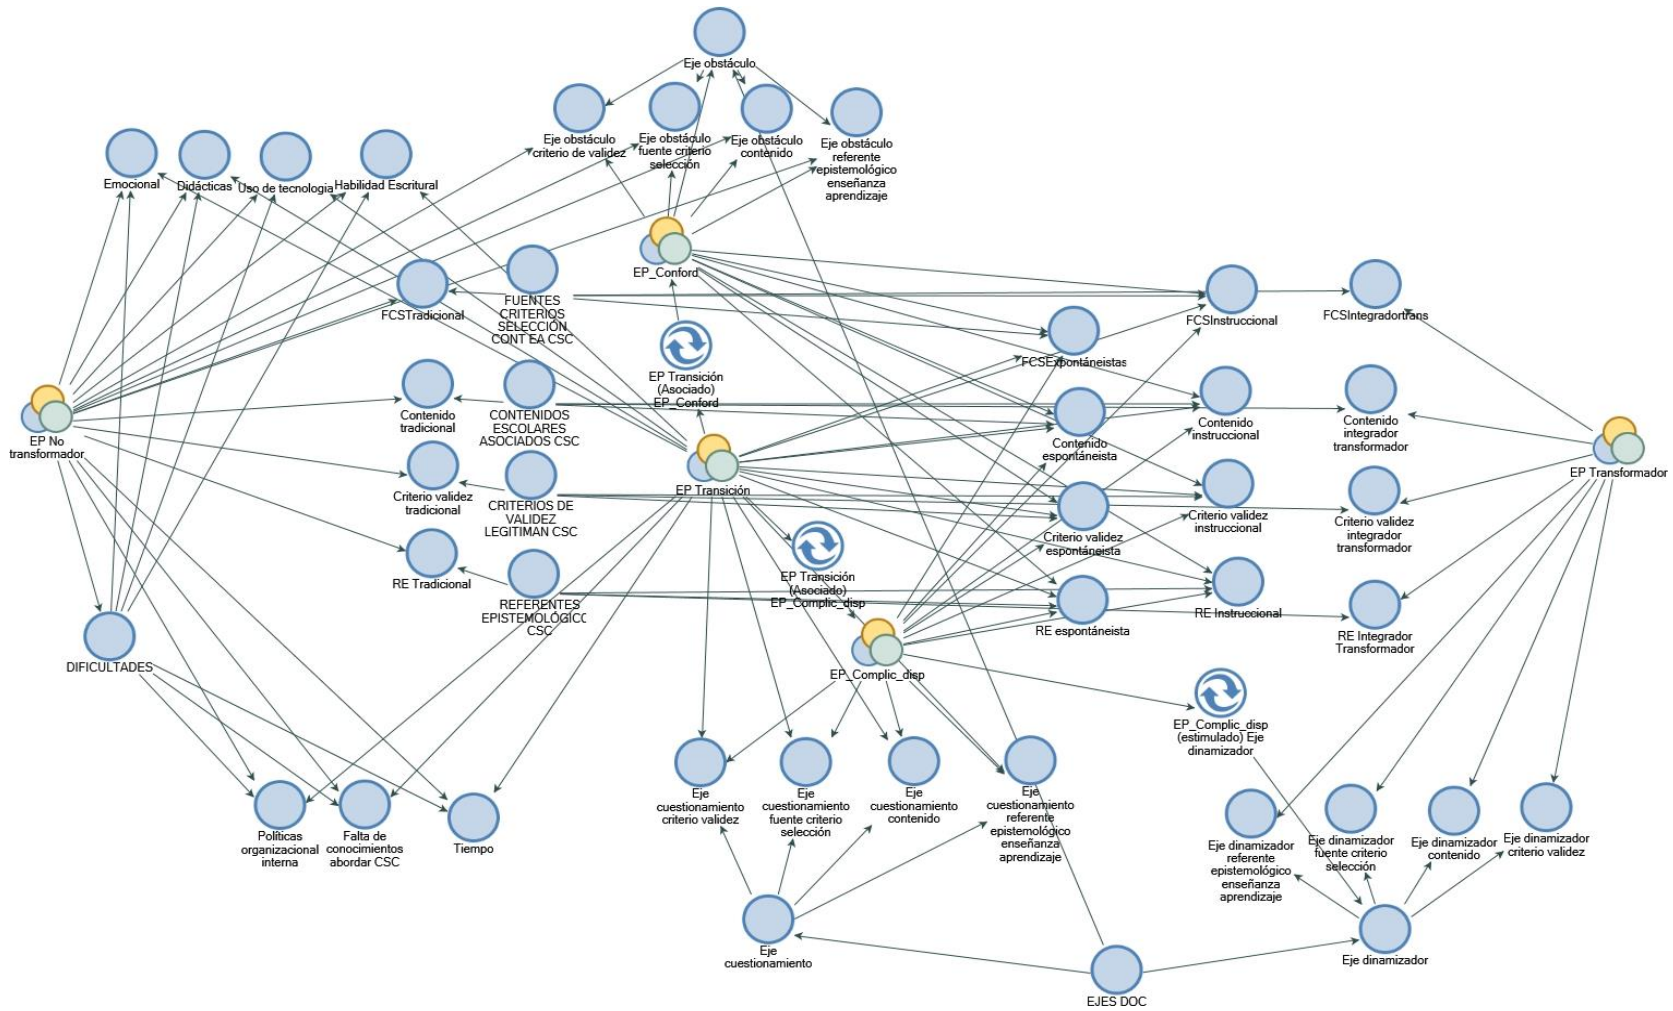 Eje obstáculo
Eje obstáculo
criterio de validez
Eje obstáculo
fuente criterio
selección
Eje obstáculo
contenido
Eje obstáculo
referente
epistemológico
enseñanza
aprendizaje
Emocional
Didácticas
Uso de tecnologia
Habilidad Escritural
EP_Conford
FCSTradicional
FUENTES
CRITERIOS
SELECCIÓN
CONT EA CSC
FCSInstruccional
FCSIntegradortrans
EP Transición
(Asociado)
EP_Conford
FCSExpontáneistas
Contenido
tradicional
CONTENIDOS
ESCOLARES
ASOCIADOS CSC
Contenido
espontáneista
Contenido
instruccional
Contenido
integrador
transformador
EP No
transformador
EP Transición
EP Transformador
Criterio validez
tradicional
CRITERIOS DE
VALIDEZ
LEGITIMAN CSC
Criterio validez
espontáneista
Criterio validez
instruccional
Criterio validez
integrador
transformador
RE Tradicional
REFERENTES
EPISTEMOLÓGICC
CSC
EP Transición
(Asociado)
EP_Complic_disp
RE espontáneista
RE Instruccional
RE Integrador
Transformador
DIFICULTADES
EP_Complic_disp
EP_Complic_disp
(estimulado) Eje
dinamizador
Políticas
organizacional
interna
Falta de
conocimientos
abordar CSC
Tiempo
Eje
cuestionamiento
criterio validez
Eje
cuestionamiento
fuente criterio
selección
Eje
cuestionamiento
contenido
Eje
cuestionamiento
referente
epistemológico
enseñanza
aprendizaje
Eje dinamizador
referente
epistemológico
enseñanza
aprendizaje
Eje dinamizador
fuente criterio
selección
Eje dinamizador
contenido
Eje dinamizador
criterio validez
Eje
cuestionamiento
Eje dinamizador
EJES DOC